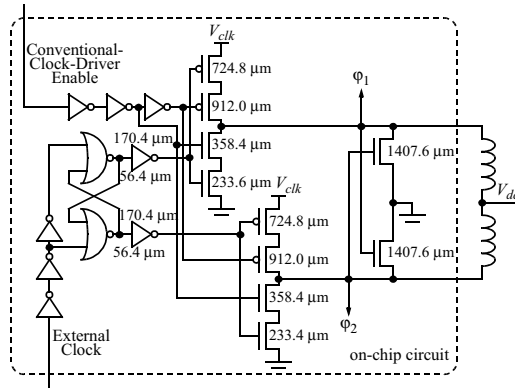 Conventional-
Clock-Driver
Enable
V_clk
724.8 µm
912.0 µm
φ1
170.4 µm
56.4 µm
358.4 µm
1407.6 µm
233.6 µm
V_clk
V_dc
170.4 µm
56.4 µm
724.8 µm
912.0 µm
1407.6 µm
358.4 µm
φ2
External
Clock
233.4 µm
on-chip circuit